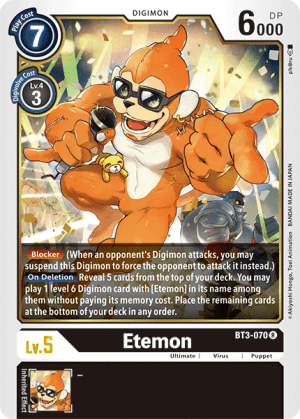 Play Cost
DIGIMON
7
6000
DP
Digivolve Cost
Lv.4
3
Blocker (When an opponent's Digimon attacks, you may
suspend this Digimon to force the opponent to attack it instead.)
On Deletion Reveal 5 cards from the top of your deck. You may
play 1 level 6 Digimon card with [Etemon] in its name among
them without paying its memory cost. Place the remaining cards
at the bottom of your deck in any order.
©Akiyoshi Hongo, Toei Animation BANDAI MADE IN JAPAN
BT3-070 R
Lv.5
Etemon
Ultimate | Virus | Puppet
Inherited Effect
-